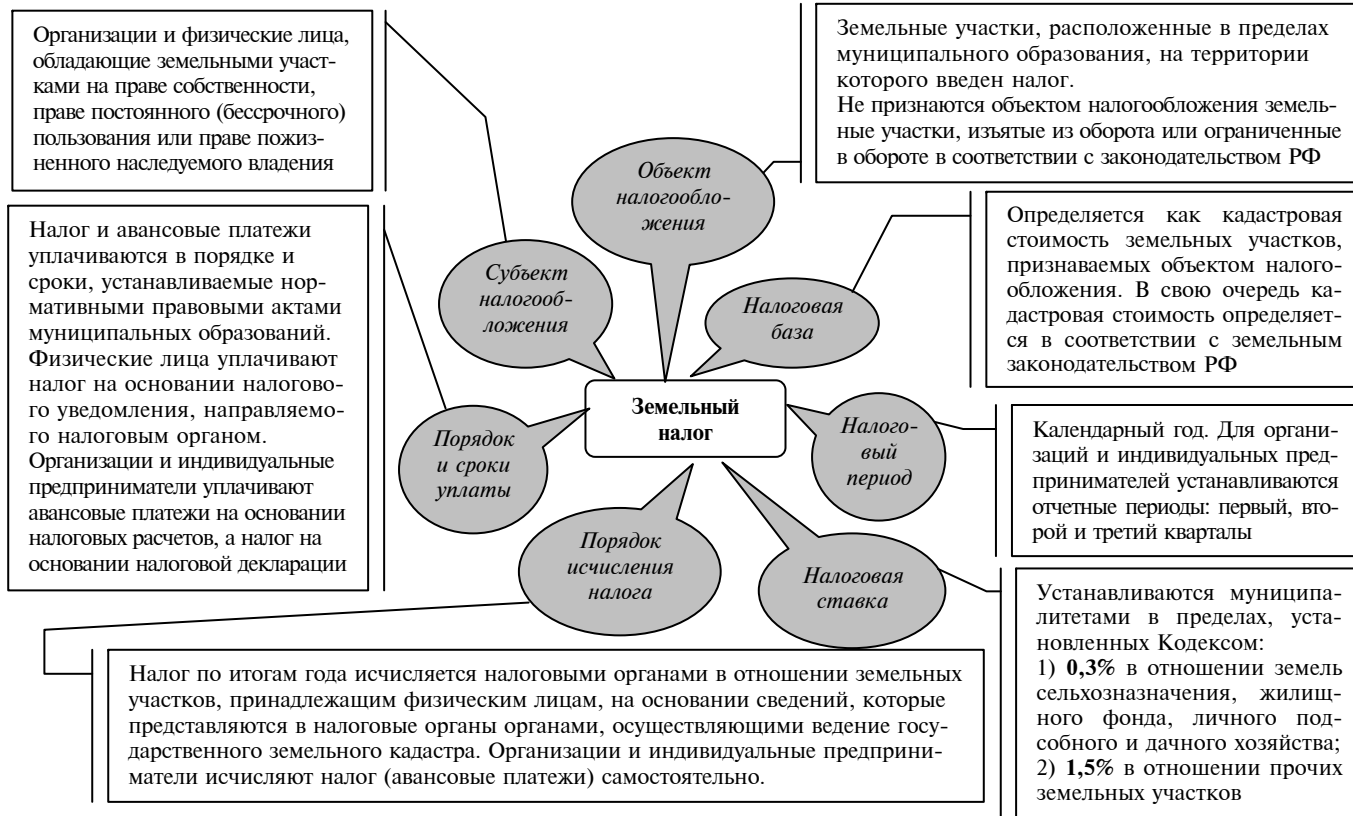 Организации и физические лица,
обладающие земельными участ-
ками на праве собственности,
праве постоянного (бессрочного)
пользования или праве пожиз-
ненного наследуемого владения
Земельные участки, расположенные в пределах
муниципального образования, на территории
которого введен налог.
Не признаются объектом налогообложения земель-
ные участки, изъятые из оборота или ограниченные
в обороте в соответствии с законодательством РФ
Объект
налогообло-
жения
Субъект
налогооб-
ложения
Налоговая
база
Определяется как кадастровая
стоимость земельных участков,
признаваемых объектом налого-
обложения. В свою очередь ка-
дастровая стоимость определяет-
ся в соответствии с земельным
законодательством РФ
Налог и авансовые платежи
уплачиваются в порядке и
сроки, устанавливаемые нор-
мативными правовыми актами
муниципальных образований.
Физические лица уплачивают
налог на основании налогово-
го уведомления, направляемо-
го налоговым органом.
Организации и индивидуальные
предприниматели уплачивают
авансовые платежи на основании
налоговых расчетов, а налог на
основании налоговой декларации
Земельный
налог
Порядок
и сроки
уплаты
Налого-
вый
период
Календарный год. Для органи-
заций и индивидуальных пред-
принимателей устанавливаются
отчетные периоды: первый, вто-
рой и третий кварталы
Порядок
исчисления
налога
Налоговая
ставка
Устанавливаются муниципа-
литетами в пределах, уста-
новленных Кодексом:
1) 0,3% в отношении земель
сельхозназначения, жилищ-
ного фонда, личного под-
собного и дачного хозяйства;
2) 1,5% в отношении прочих
земельных участков
Налог по итогам года исчисляется налоговыми органами в отношении земельных
участков, принадлежащим физическим лицам, на основании сведений, которые
представляются в налоговые органы органами, осуществляющими ведение госу-
дарственного земельного кадастра. Организации и индивидуальные предприни-
матели исчисляют налог (авансовые платежи) самостоятельно.